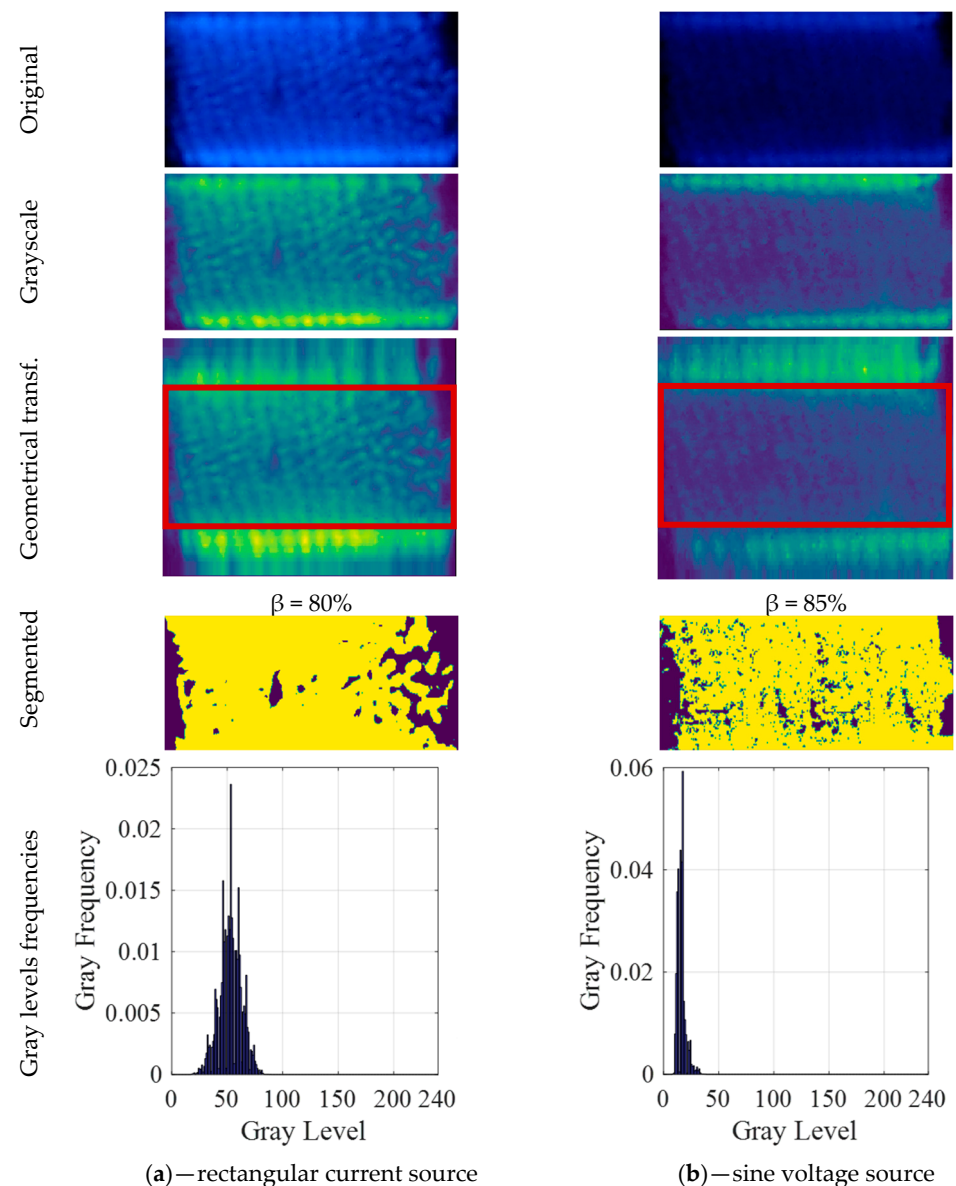 Original
Grayscale
Geometrical transf.
β = 80%
β = 85%
Segmented
Gray levels frequencies
0.025
0.02
0.015
0.01
0.005
0
Gray Frequency
0 50 100 150 200 240
Gray Level
0.06
0.04
0.02
0
Gray Frequency
0 50 100 150 200 240
Gray Level
(a)—rectangular current source
(b)—sine voltage source